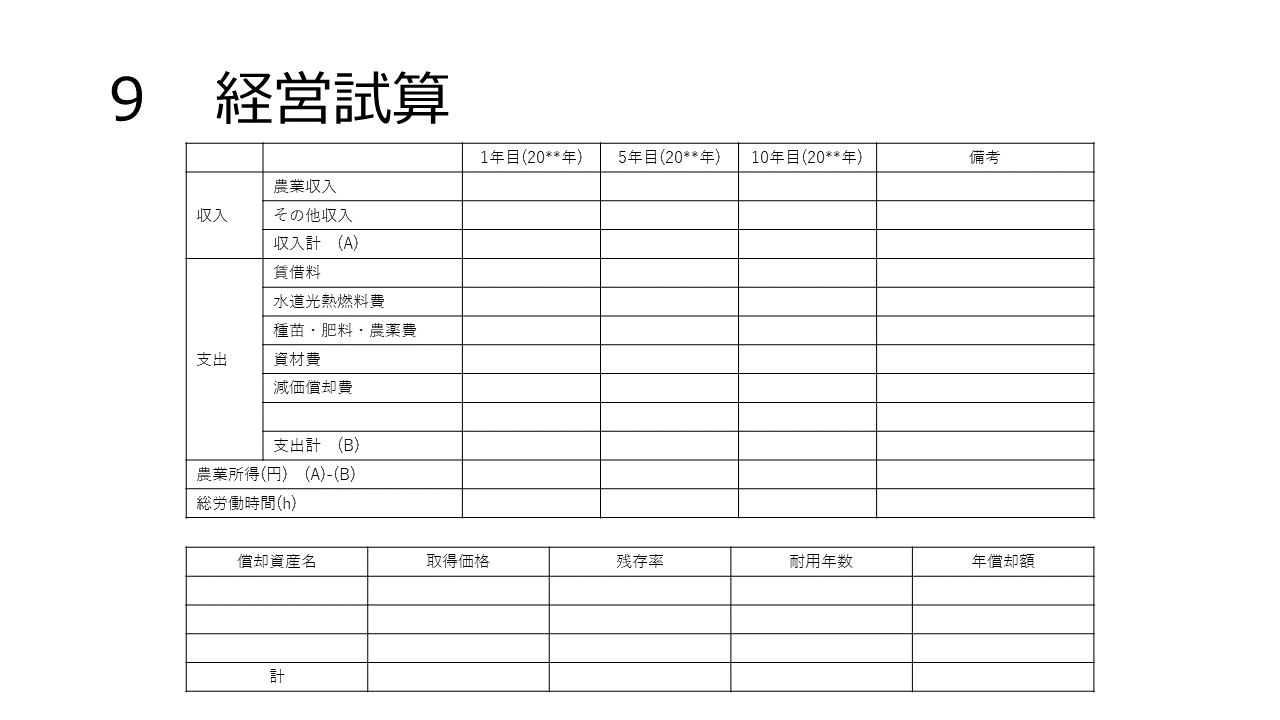 9　経営試算
1年目(20**年) 5年目(20**年) 10年目(20**年) 備考
収入
農業収入
その他収入
収入計　(A)
支出
賃借料
水道光熱燃料費
種苗・肥料・農薬費
資材費
減価償却費
支出計　(B)
農業所得(円)　(A)-(B)
総労働時間(h)
償却資産名 取得価格 残存率 耐用年数 年償却額
計